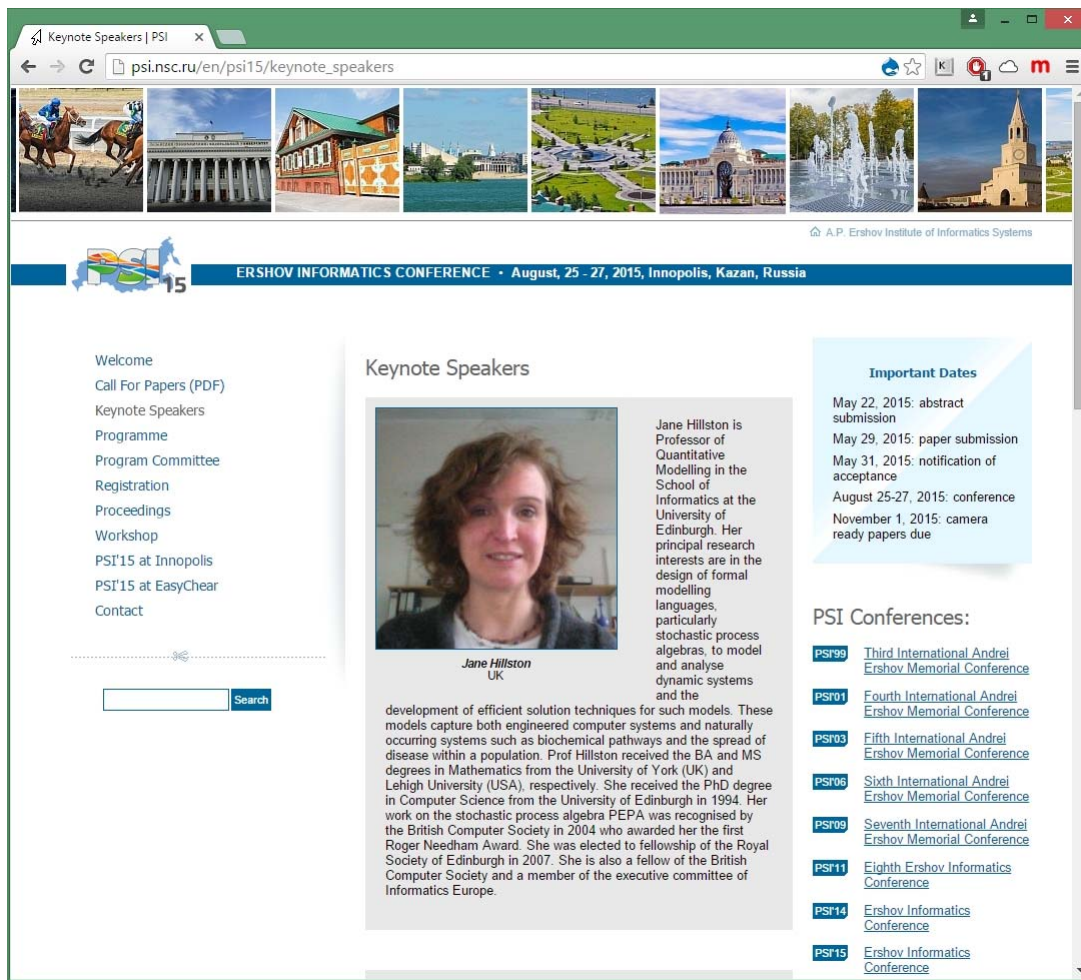 Keynote Speakers | PSI
psi.nsc.ru/en/psi15/keynote_speakers
K
1
m
A.P. Ershov Institute of Informatics Systems
PSI
15
ERSHOV INFORMATICS CONFERENCE • August, 25 - 27, 2015, Innopolis, Kazan, Russia
Welcome
Call For Papers (PDF)
Keynote Speakers
Programme
Program Committee
Registration
Proceedings
Workshop
PSI'15 at Innopolis
PSI'15 at EasyChear
Contact
Search
Keynote Speakers
Jane Hillston
UK
Jane Hillston is
Professor of
Quantitative
Modelling in the
School of
Informatics at the
University of
Edinburgh. Her
principal research
interests are in the
design of formal
modelling
languages,
particularly
stochastic process
algebras, to model
and analyse
dynamic systems
and the
development of efficient solution techniques for such models. These
models capture both engineered computer systems and naturally
occurring systems such as biochemical pathways and the spread of
disease within a population. Prof Hillston received the BA and MS
degrees in Mathematics from the University of York (UK) and
Lehigh University (USA), respectively. She received the PhD degree
in Computer Science from the University of Edinburgh in 1994. Her
work on the stochastic process algebra PEPA was recognised by
the British Computer Society in 2004 who awarded her the first
Roger Needham Award. She was elected to fellowship of the Royal
Society of Edinburgh in 2007. She is also a fellow of the British
Computer Society and a member of the executive committee of
Informatics Europe.
Important Dates
May 22, 2015: abstract
submission
May 29, 2015: paper submission
May 31, 2015: notification of
acceptance
August 25-27, 2015: conference
November 1, 2015: camera
ready papers due
PSI Conferences:
PSI'99 Third International Andrei
Ershov Memorial Conference
PSI'01 Fourth International Andrei
Ershov Memorial Conference
PSI'03 Fifth International Andrei
Ershov Memorial Conference
PSI'06 Sixth International Andrei
Ershov Memorial Conference
PSI'09 Seventh International Andrei
Ershov Memorial Conference
PSI'11 Eighth Ershov Informatics
Conference
PSI'14 Ershov Informatics
Conference
PSI'15 Ershov Informatics
Conference